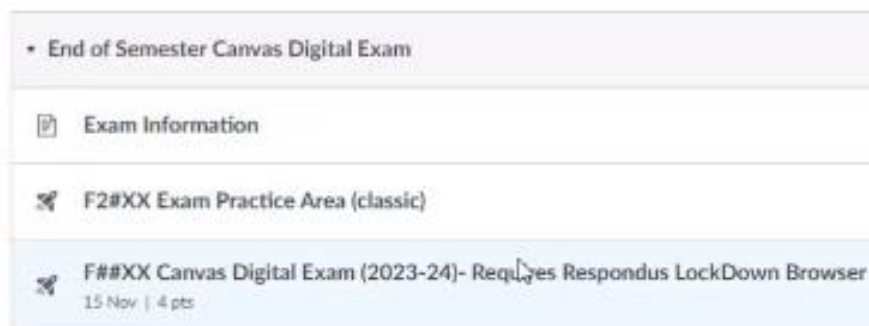 End of Semester Canvas Digital Exam
Exam Information
F2#XX Exam Practice Area (classic)
F##XX Canvas Digital Exam (2023-24)- Requires Respondus LockDown Browser
15 Nov | 4 pts